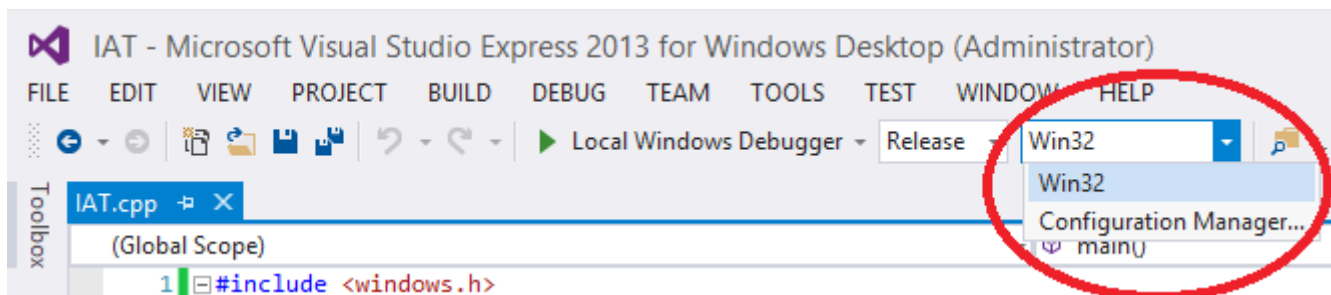 IAT - Microsoft Visual Studio Express 2013 for Windows Desktop (Administrator)
FILE EDIT VIEW PROJECT BUILD DEBUG TEAM TOOLS TEST WINDOW HELP
Local Windows Debugger Release Win32
Win32
Configuration Manager...
Toolbox
IAT.cpp
(Global Scope) main()
1 #include <windows.h>